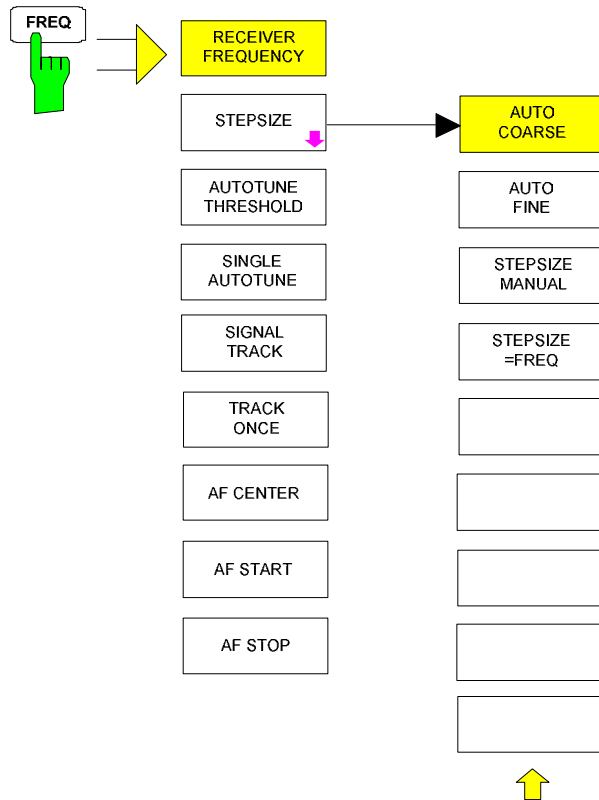 FREQ
RECEIVER
FREQUENCY
STEPSIZE
AUTOTUNE
THRESHOLD
SINGLE
AUTOTUNE
SIGNAL
TRACK
TRACK
ONCE
AF CENTER
AF START
AF STOP
AUTO
COARSE
AUTO
FINE
STEPSIZE
MANUAL
STEPSIZE
=FREQ